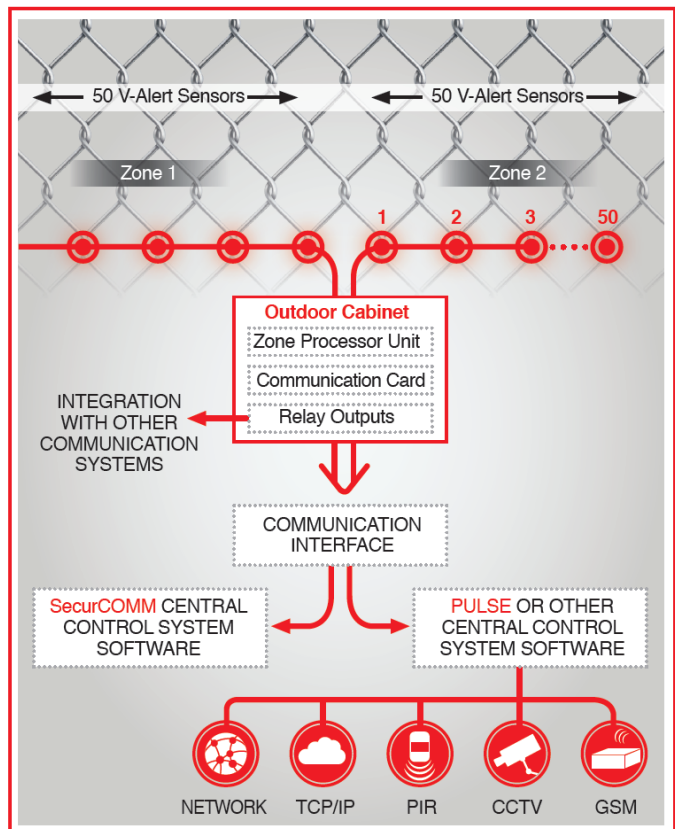 50 V-Alert Sensors
50 V-Alert Sensors
Zone 1
Zone 2
1
2
3
50
Outdoor Cabinet
Zone Processor Unit
Communication Card
Relay Outputs
INTEGRATION
WITH OTHER
COMMUNICATION
SYSTEMS
COMMUNICATION
INTERFACE
SecurCOMM CENTRAL
CONTROL SYSTEM
SOFTWARE
PULSE OR OTHER
CENTRAL CONTROL
SYSTEM SOFTWARE
NETWORK
TCP/IP
PIR
CCTV
GSM